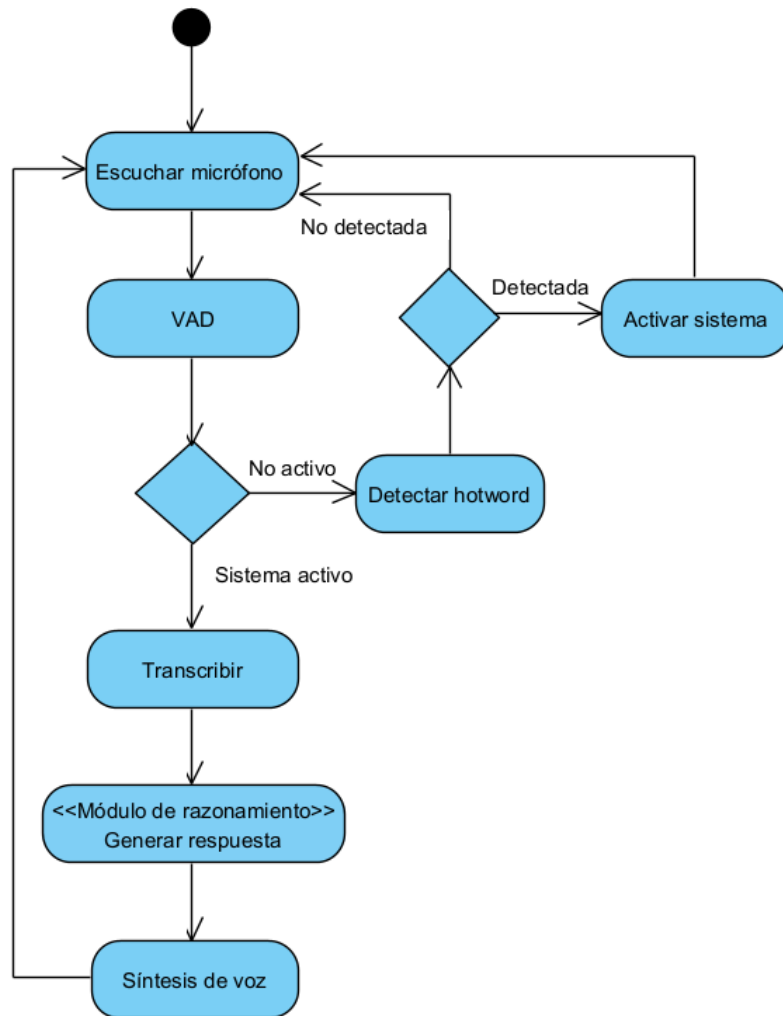 Escuchar micrófono
No detectada
VAD
Detectada
Activar sistema
No activo
Detectar hotword
Sistema activo
Transcribir
<<Módulo de razonamiento>>
Generar respuesta
Síntesis de voz